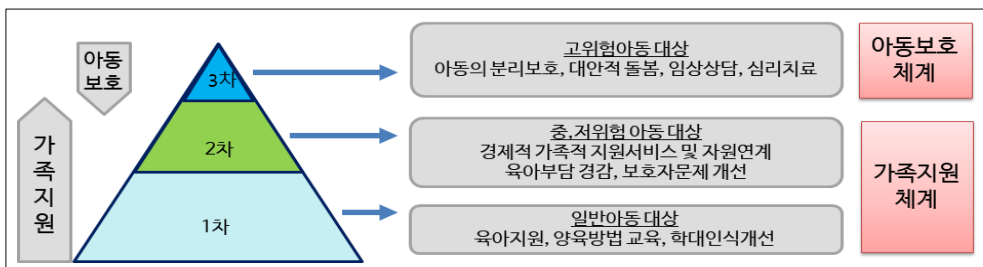 아동
보호
가
족
지
원
3차
2차
1차
고위험아동 대상
아동의 분리보호, 대안적 돌봄, 임상상담, 심리치료
중,저위험 아동 대상
경제적 가족적 지원서비스 및 자원연계
육아부담 경감, 보호자문제 개선
일반아동 대상
육아지원, 양육방법 교육, 학대인식개선
아동보호
체계
가족지원
체계